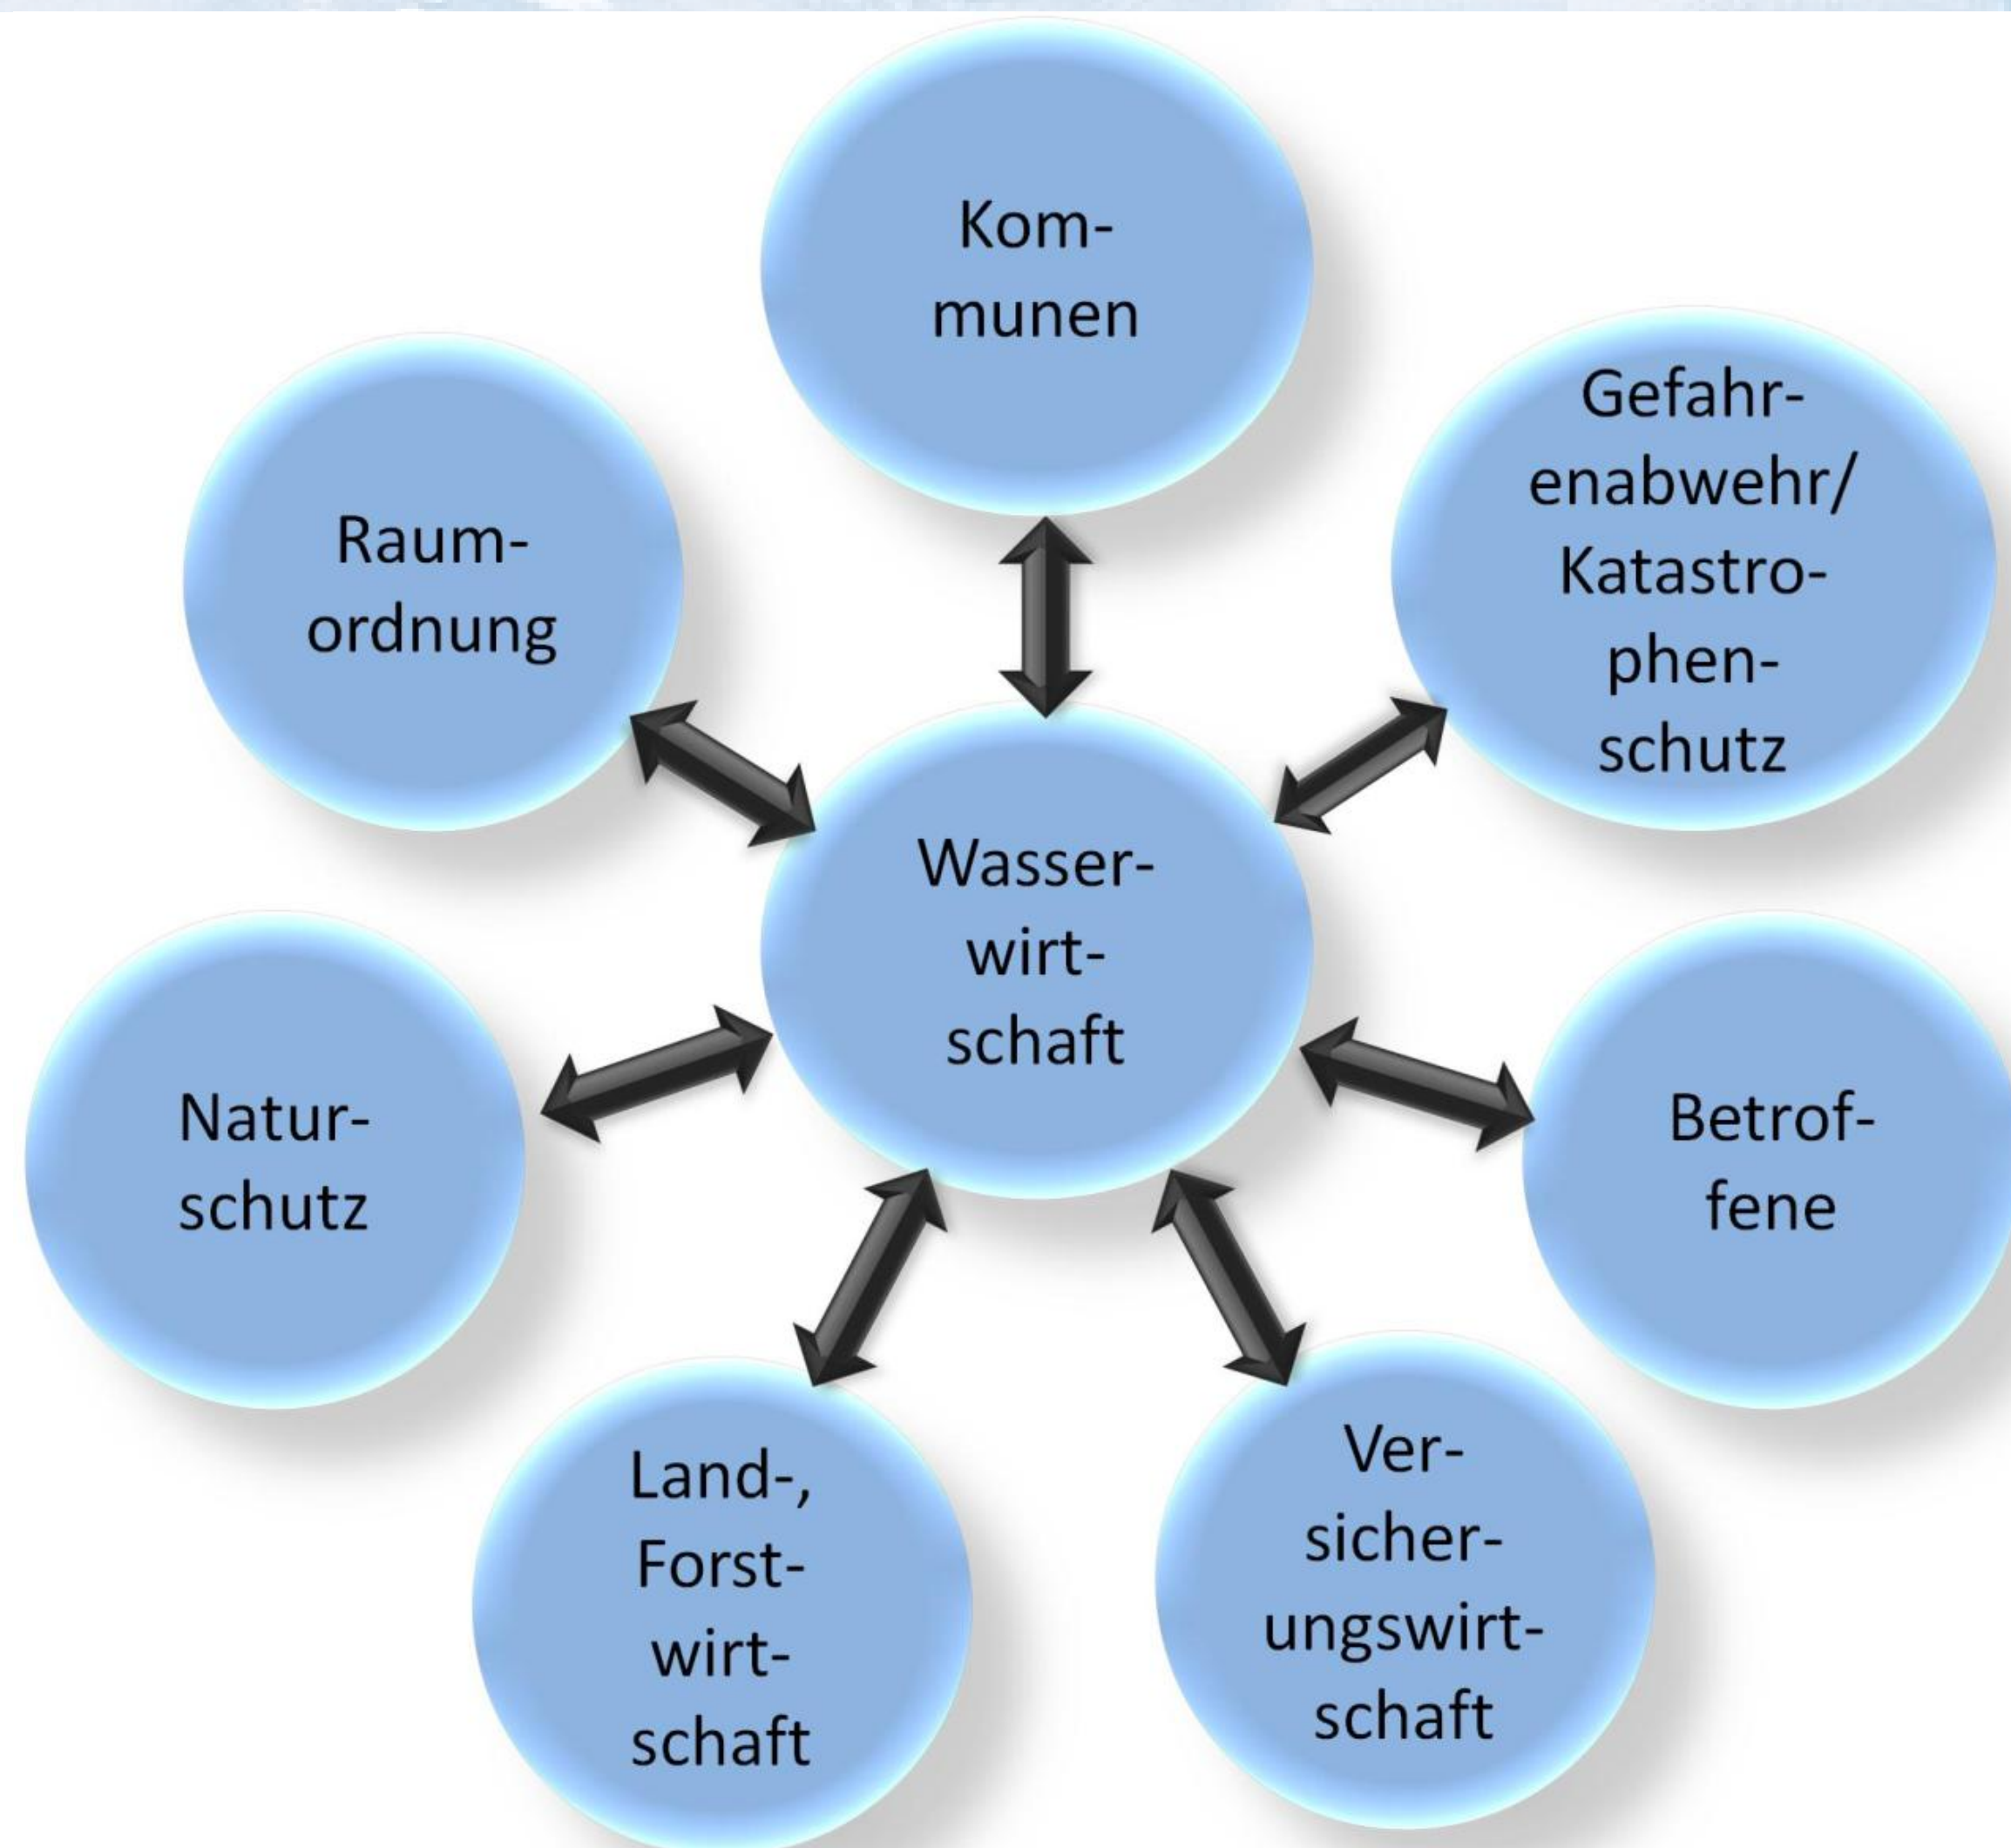 Kom-
munen
Gefahr-
enabwehr/
Katastro-
phen-
schutz
Raum-
ordnung
Wasser-
wirt-
schaft
Natur-
schutz
Betrof-
fene
Land-,
Forst-
wirt-
schaft
Ver-
sicher-
ungswirt-
schaft